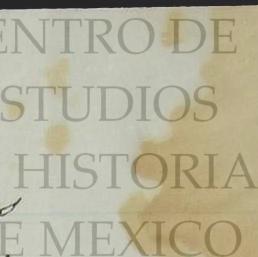 ENTRO DE
STUDIOS
HISTORIA
E MEXICO